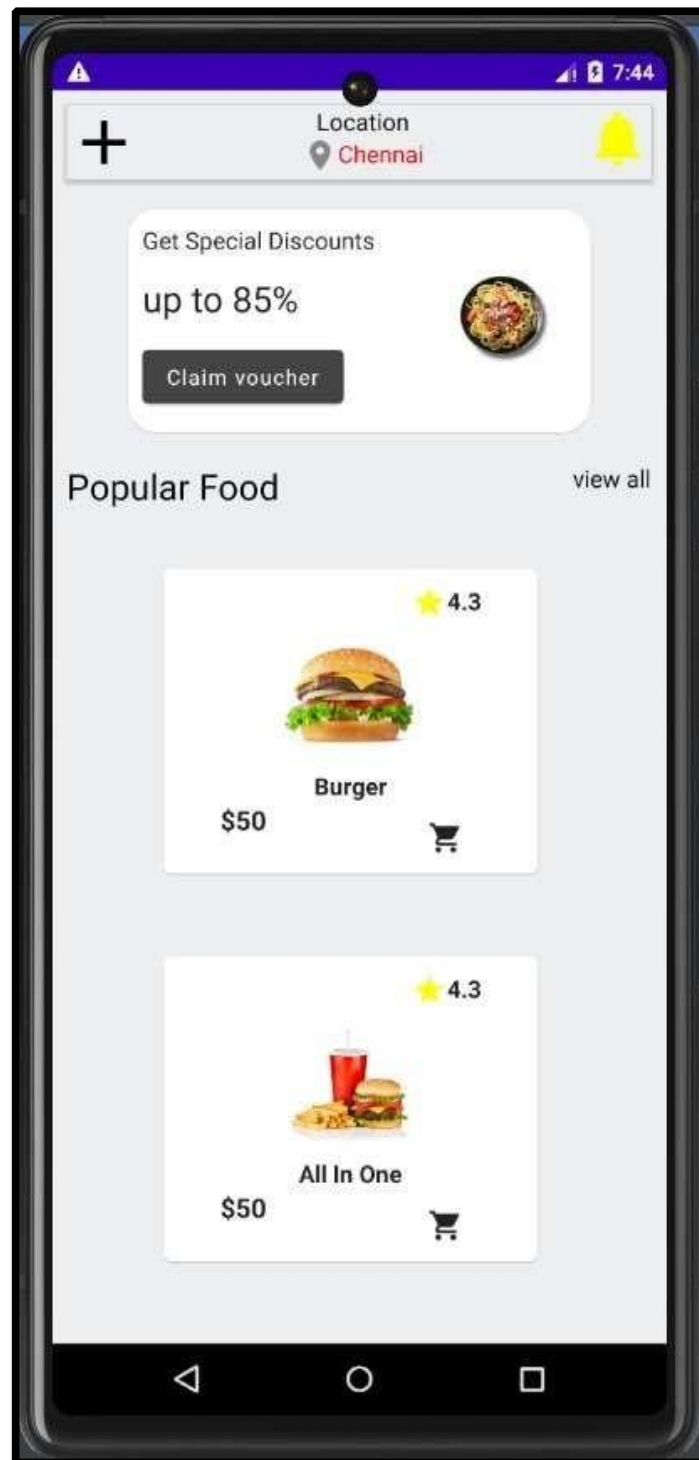 7:44
Location
Chennai
Get Special Discounts
up to 85%
Claim voucher
Popular Food
view all
4.3
Burger
$50
4.3
All In One
$50